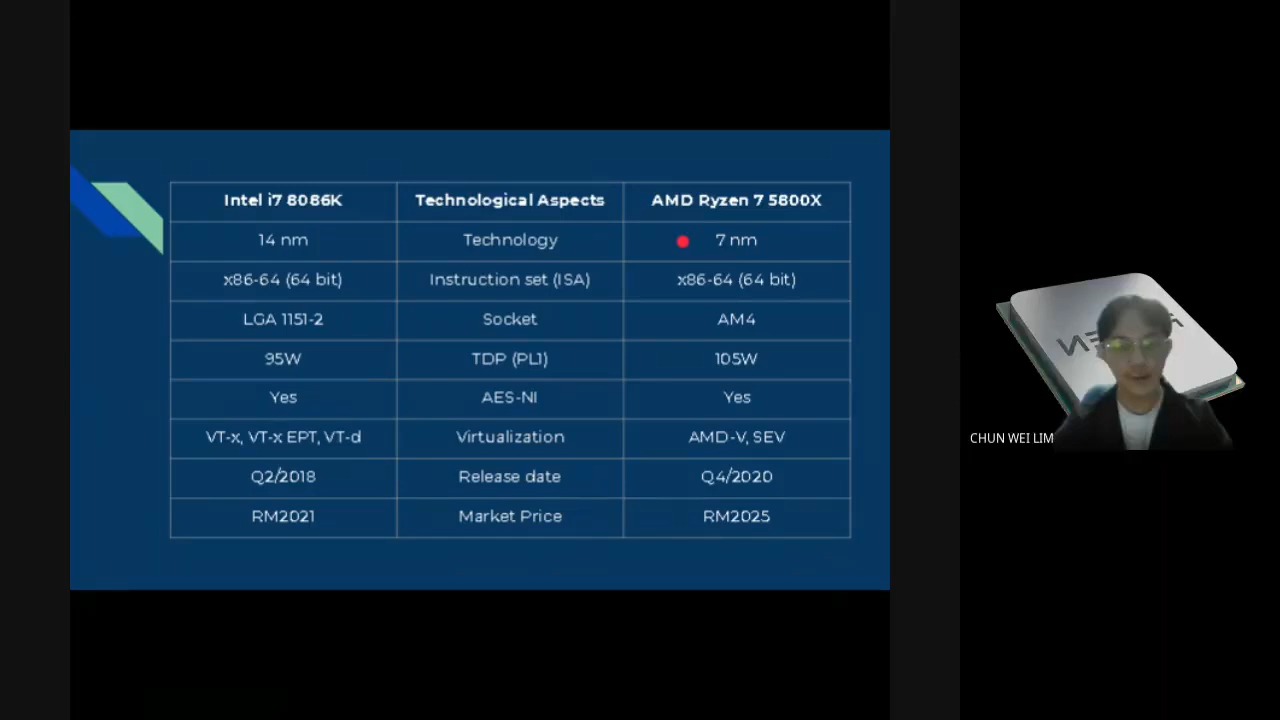 Intel i7 8086K Technological Aspects AMD Ryzen 7 5800X
14 nm Technology 7 nm
x86-64 (64 bit) Instruction set (ISA) x86-64 (64 bit)
LGA 1151-2 Socket AM4
95W TDP (PL1) 105W
Yes AES-NI Yes
VT-x, VT-x EPT, VT-d Virtualization AMD-V, SEV
Q2/2018 Release date Q4/2020
RM2021 Market Price RM2025
CHUN WEI LIM